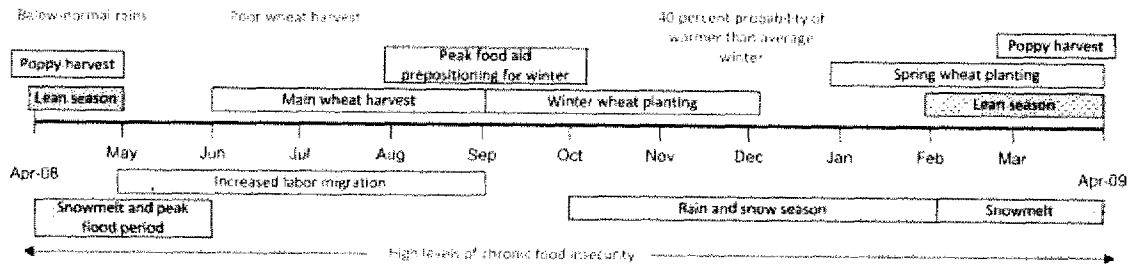 Below-normal rains
Poor wheat harvest
40 percent probability of
warmer than average
winter
Poppy harvest
Peak food aid
prepositioning for winter
Poppy harvest
Spring wheat planting
Lean season
Main wheat harvest
Winter wheat planting
Lean season
May
Jun
Jul
Aug
Sep
Oct
Nov
Dec
Jan
Feb
Mar
Apr-08
Apr-09
Increased labor migration
Snowmelt and peak
flood period
Rain and snow season
Snowmelt
High levels of chronic food insecurity